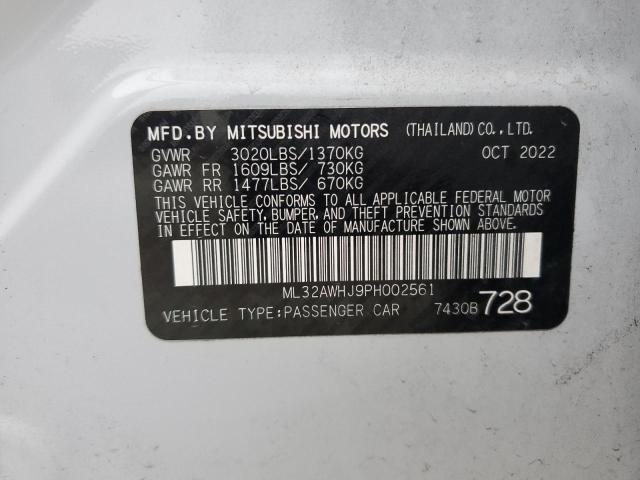 MFD.BY MITSUBISHI MOTORS (THAILAND)CO.,LTD.
GVWR 3020LBS/1370KG OCT 2022
GAWR FR 1609LBS/ 730KG
GAWR RR 1477LBS/ 670KG
THIS VEHICLE CONFORMS TO ALL APPLICABLE FEDERAL MOTOR
VEHICLE SAFETY, BUMPER, AND THEFT PREVENTION STANDARDS
IN EFFECT ON THE DATE OF MANUFACTURE SHOWN ABOVE.
ML32AWHJ9PH002561
VEHICLE TYPE:PASSENGER CAR 7430B 728